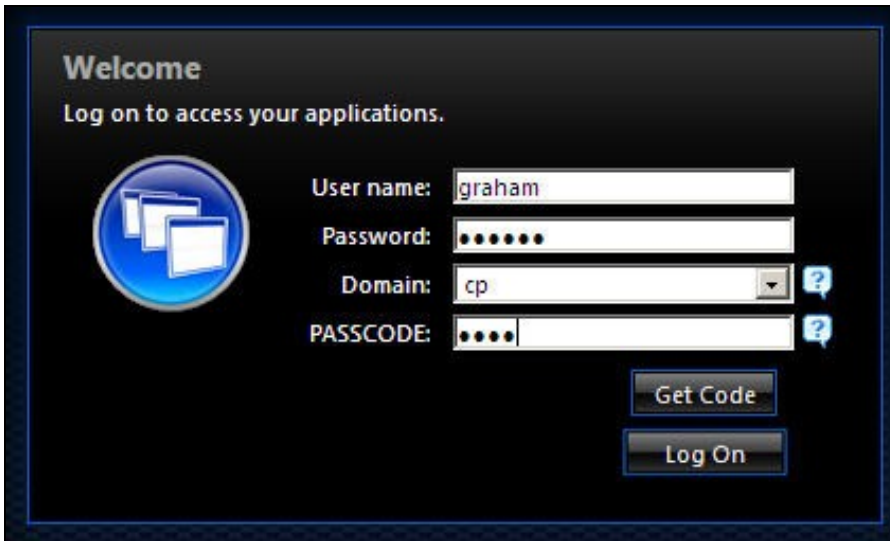 Welcome
Log on to access your applications.
User name: graham
Password: ••••••
Domain: cp
?
PASSCODE: ••••
?
Get Code
Log On